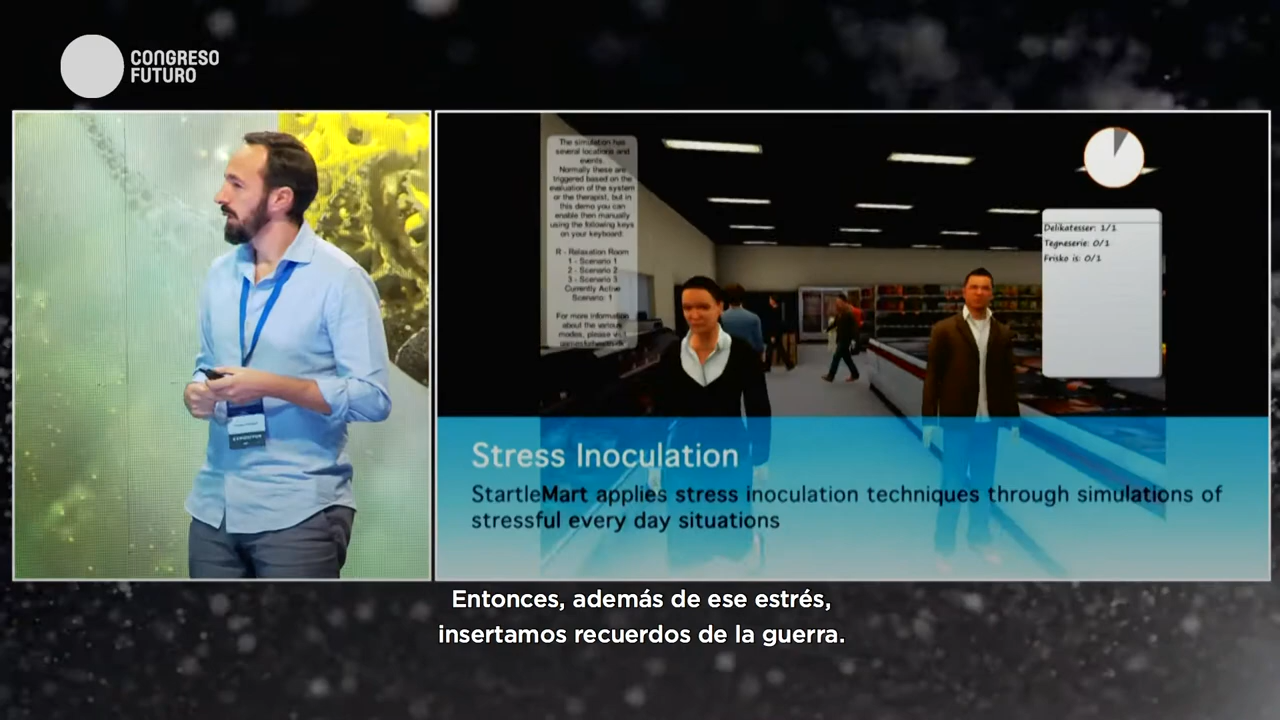 CONGRESO
FUTURO
The simulation has
several locations and
events.
Normally these are
triggered based on the
evaluation of the system
or the therapist, but in
this demo you can
enable them manually
using the following keys
on your keyboard:
R - Relaxation Room
1 - Scenario 1
2 - Scenario 2
3 - Scenario 3
Currently Active
Scenario: 1
For more information
about the various
modes, please visit
Delikatesser: 1/1
Tegneserie: 0/1
Frisko is: 0/1
EXPOSITOR
Stress Inoculation
StartleMart applies stress inoculation techniques through simulations of
stressful every day situations
Entonces, además de ese estrés,
insertamos recuerdos de la guerra.